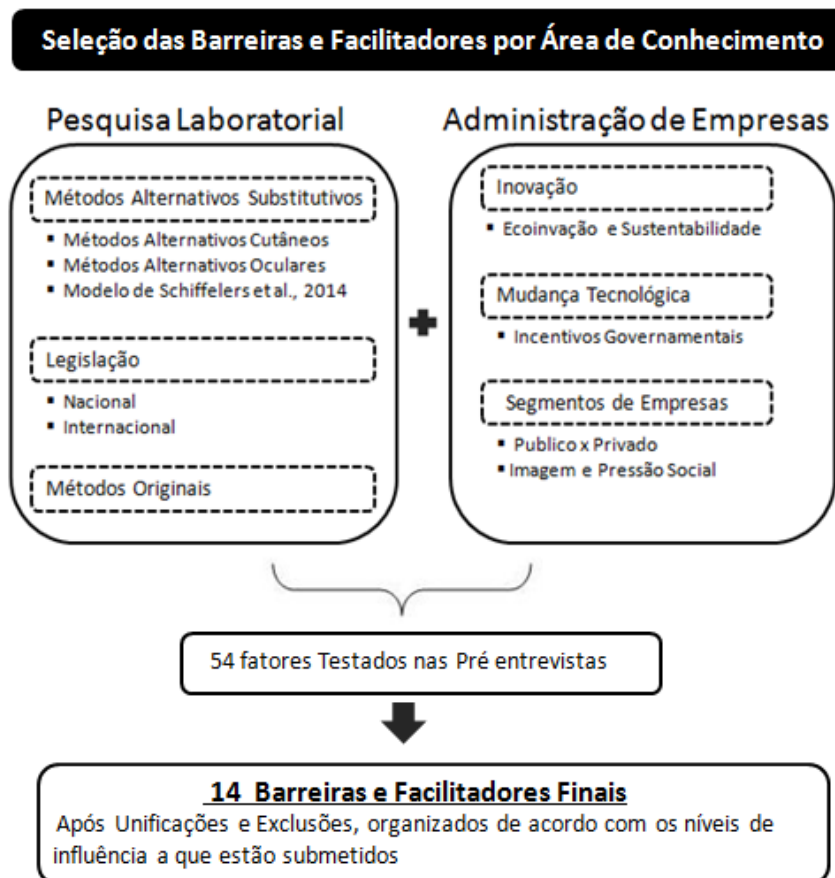 Seleção das Barreiras e Facilitadores por Área de Conhecimento
Pesquisa Laboratorial
Métodos Alternativos Substitutivos
▪ Métodos Alternativos Cutâneos
▪ Métodos Alternativos Oculares
▪ Modelo de Schiffelers et al., 2014
Legislação
▪ Nacional
▪ Internacional
Métodos Originais
Administração de Empresas
Inovação
▪ Ecoinvação e Sustentabilidade
Mudança Tecnológica
▪ Incentivos Governamentais
Segmentos de Empresas
▪ Publico x Privado
▪ Imagem e Pressão Social
54 fatores Testados nas Pré entrevistas
14 Barreiras e Facilitadores Finais
Após Unificações e Exclusões, organizados de acordo com os níveis de
influência a que estão submetidos